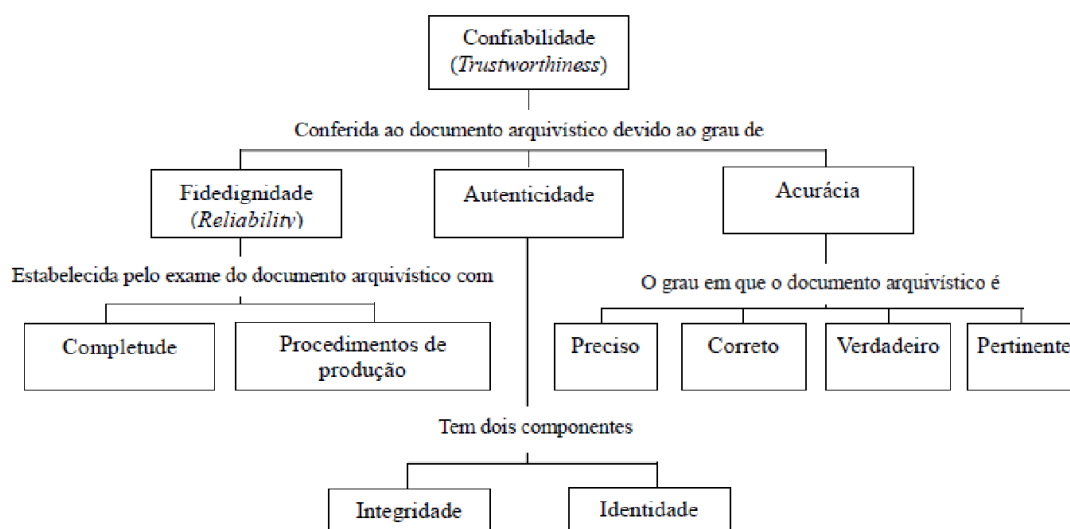 Confiabilidade
(Trustworthiness)
Conferida ao documento arquivístico devido ao grau de
Fidedignidade
(Reliability)
Autenticidade
Acurácia
Estabelecida pelo exame do documento arquivístico com
O grau em que o documento arquivístico é
Completude
Procedimentos de
produção
Preciso
Correto
Verdadeiro
Pertinente
Tem dois componentes
Integridade
Identidade